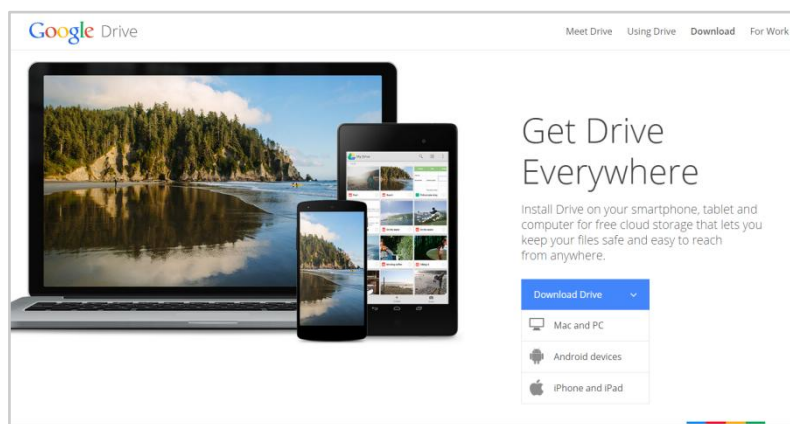 Google Drive
Meet Drive Using Drive Download For Work
Get Drive
Everywhere
Install Drive on your smartphone, tablet and
computer for free cloud storage that lets you
keep your files safe and easy to reach
from anywhere.
Download Drive
Mac and PC
Android devices
iPhone and iPad
My Drive